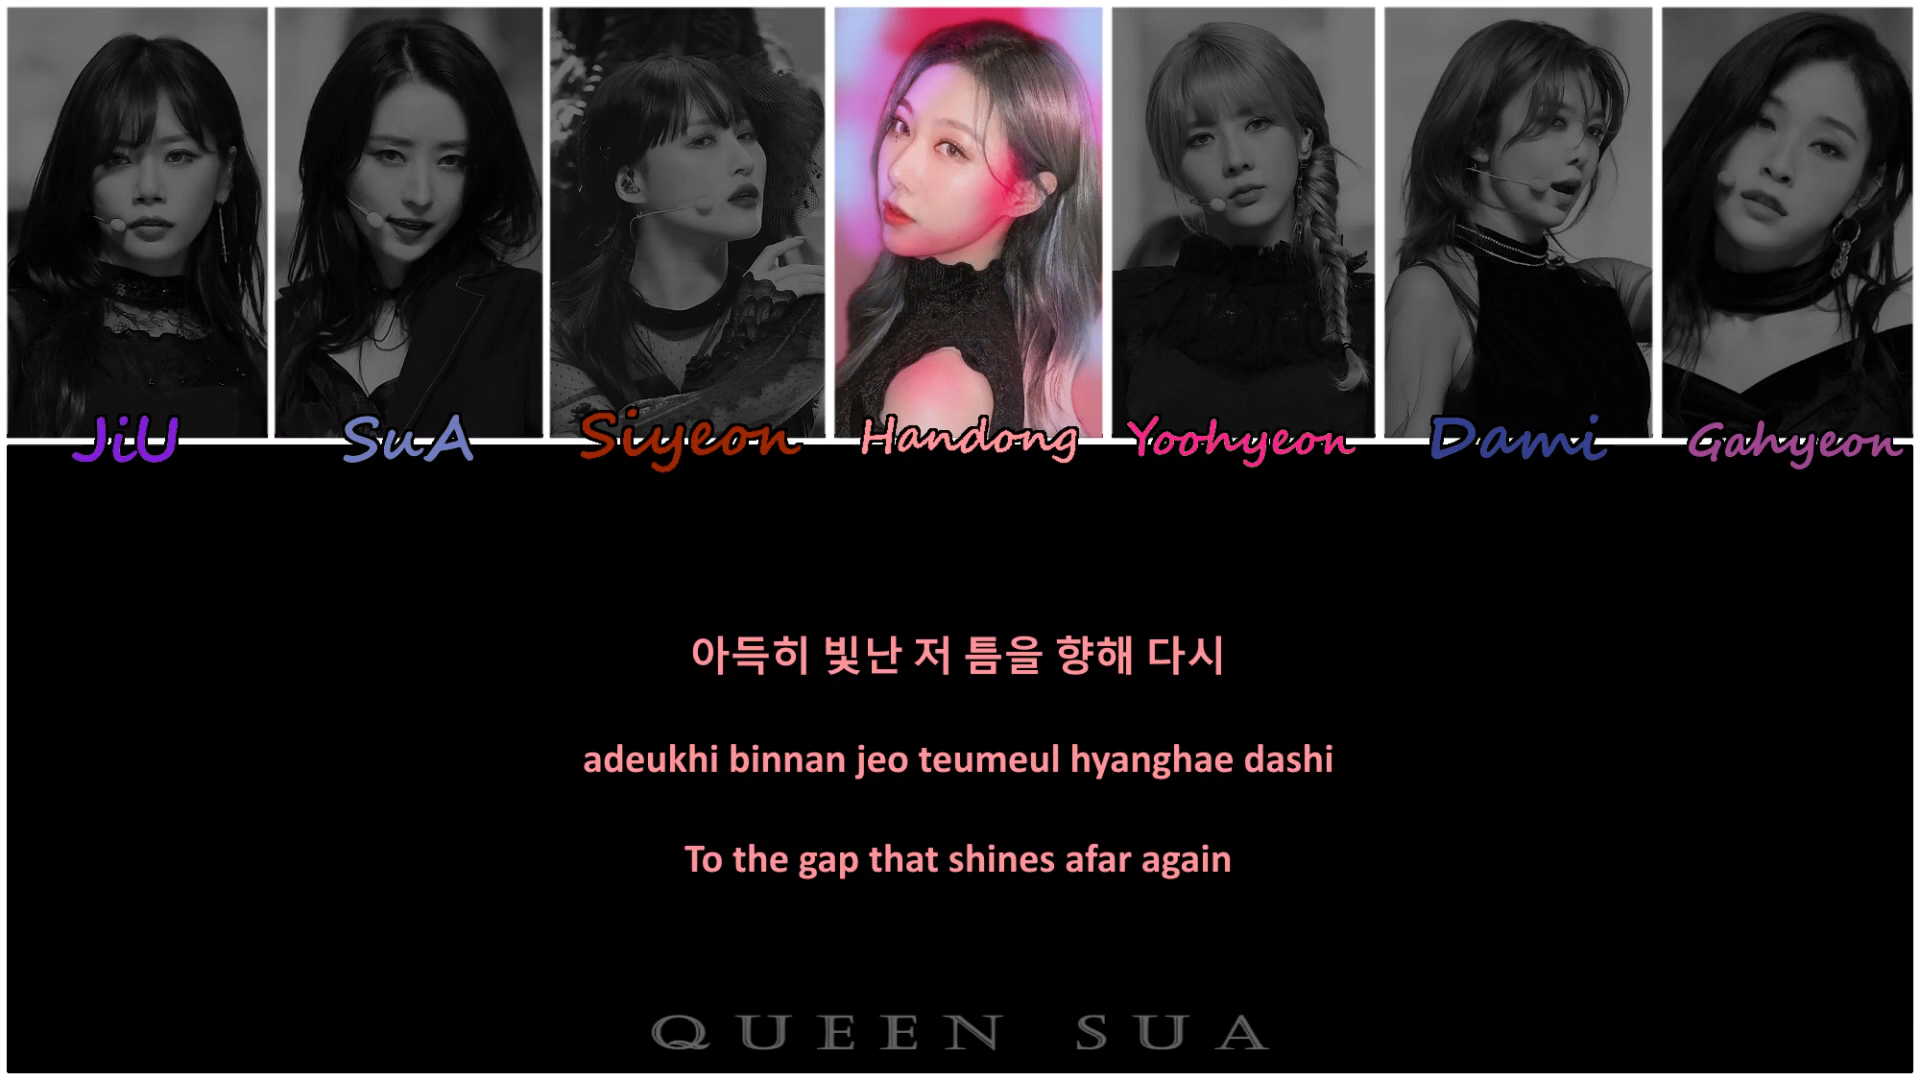 JiU
SuA
Siyeon
Handong
Yoohyeon
Dami
Gahyeon
아득히 빛난 저 틈을 향해 다시
adeukhi binnan jeo teumeul hyanghae dashi
To the gap that shines afar again
QUEEN SUA